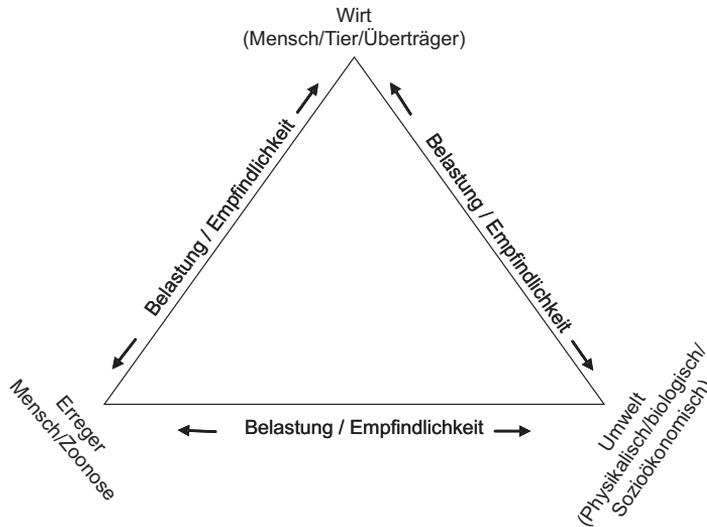 Wirt
(Mensch/Tier/Überträger)
Belastung / Empfindlichkeit
Belastung / Empfindlichkeit
Erreger
Mensch/Zoonose
Belastung / Empfindlichkeit
Umwelt
(Physikalisch/biologisch/
Sozioökonomisch)